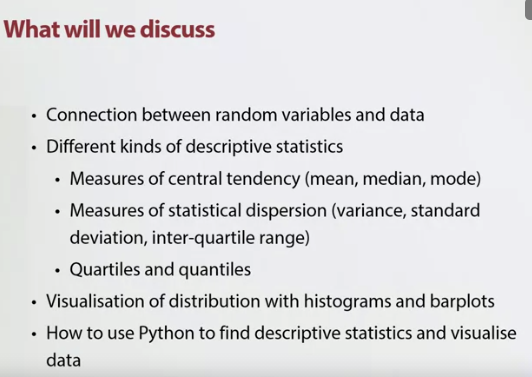 What will we discuss
• Connection between random variables and data
• Different kinds of descriptive statistics
• Measures of central tendency (mean, median, mode)
• Measures of statistical dispersion (variance, standard
deviation, inter-quartile range)
• Quartiles and quantiles
• Visualisation of distribution with histograms and barplots
• How to use Python to find descriptive statistics and visualise
data